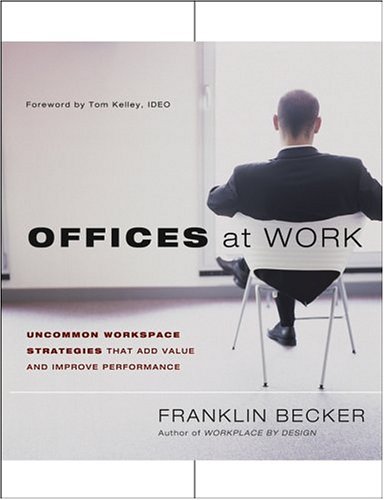 Foreword by Tom Kelley, IDEO
OFFICES at WORK
UNCOMMON WORKSPACE
STRATEGIES THAT ADD VALUE
AND IMPROVE PERFORMANCE
FRANKLIN BECKER
Author of WORKPLACE BY DESIGN